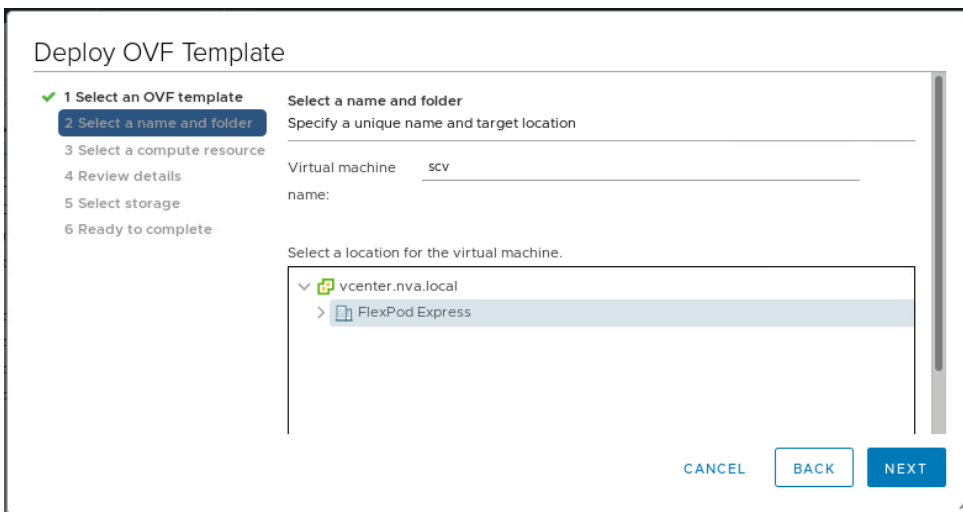 Deploy OVF Template
1 Select an OVF template
2 Select a name and folder
3 Select a compute resource
4 Review details
5 Select storage
6 Ready to complete
Select a name and folder
Specify a unique name and target location
Virtual machine name:
scv
Select a location for the virtual machine.
vcenter.nva.local
FlexPod Express
CANCEL
BACK
NEXT